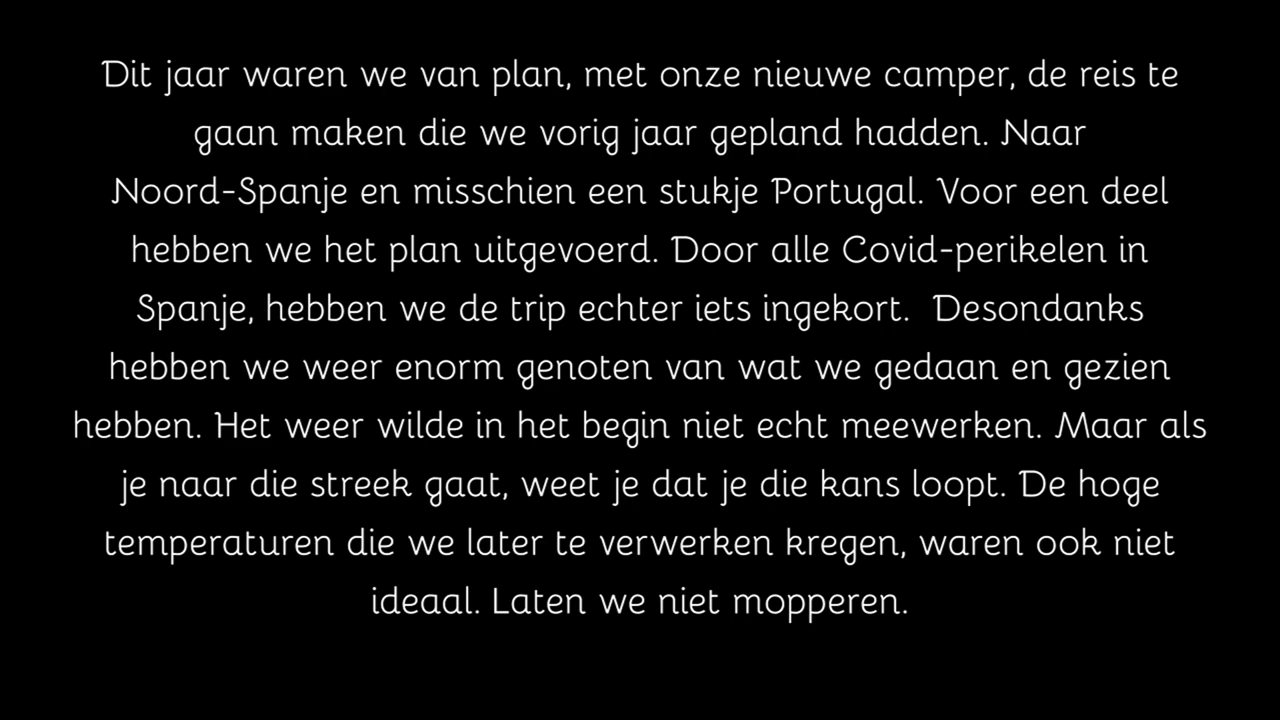 Dit jaar waren we van plan, met onze nieuwe camper, de reis te
gaan maken die we vorig jaar gepland hadden. Naar
Noord-Spanje en misschien een stukje Portugal. Voor een deel
hebben we het plan uitgevoerd. Door alle Covid-perikelen in
Spanje, hebben we de trip echter iets ingekort.  Desondanks
hebben we weer enorm genoten van wat we gedaan en gezien
hebben. Het weer wilde in het begin niet echt meewerken. Maar als
je naar die streek gaat, weet je dat je die kans loopt. De hoge
temperaturen die we later te verwerken kregen, waren ook niet
ideaal. Laten we niet mopperen.